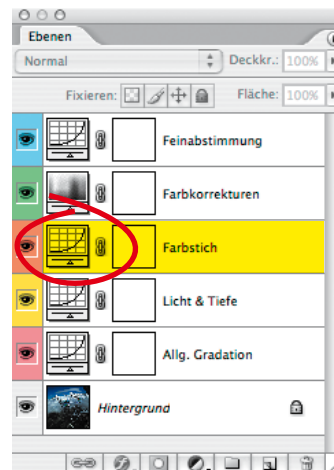 Ebenen
Normal Deckkr.: 100%
Fixieren: Fläche: 100%
Feinabstimmung
Farbkorrekturen
Farbstich
Licht & Tiefe
Allg. Gradation
Hintergrund